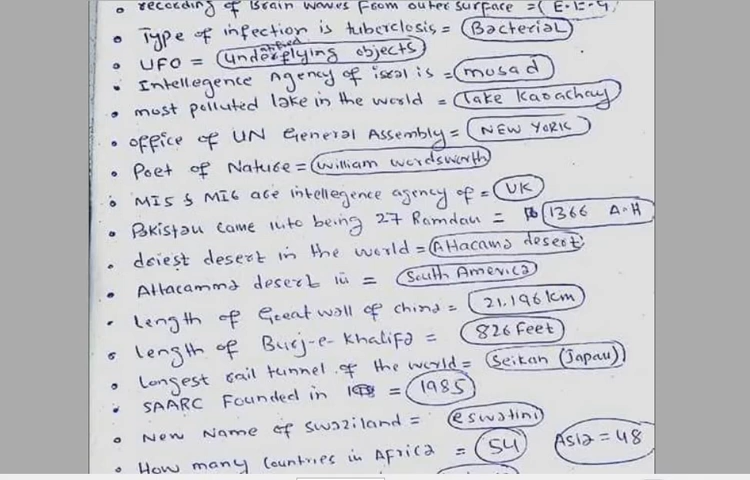 recording of Brain waves From outer surface = (E.E.G
Type of infection is tuberclosis = Bacterial
UFO = underflying objects
Intellegence Agency of isral is = mosad
most polluted lake in the world = lake Karachay
office of UN General Assembly = NEW YORK
Poet of Nature = William wordsworth
MI5 & MI6 are intellegence agency of = UK
Pakistan came into being 27 Ramdan = 1366 A.H
driest desert in the world = Attacama desert
Attacamma desert in = South America
Length of Great wall of china = 21,196 km
Length of Burj-e-Khalifa = 826 Feet
Longest rail tunnel of the world = Seikan (Japan)
SAARC Founded in = 1985
New Name of Swaziland = eswatini
How many Countries in Africa = 54 Asia = 48